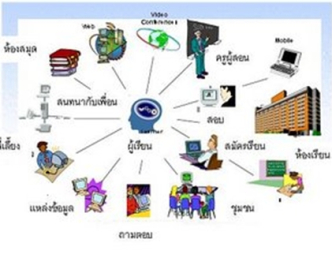 Video
Conference
Web
ห้องสมุด
ครูผู้สอน
Mobile
สนทนากับเพื่อน
สอบ
ผู้เรียน
สมัครเรียน
ห้องเรียน
แหล่งข้อมูล
ชุมชน
ถามตอบ